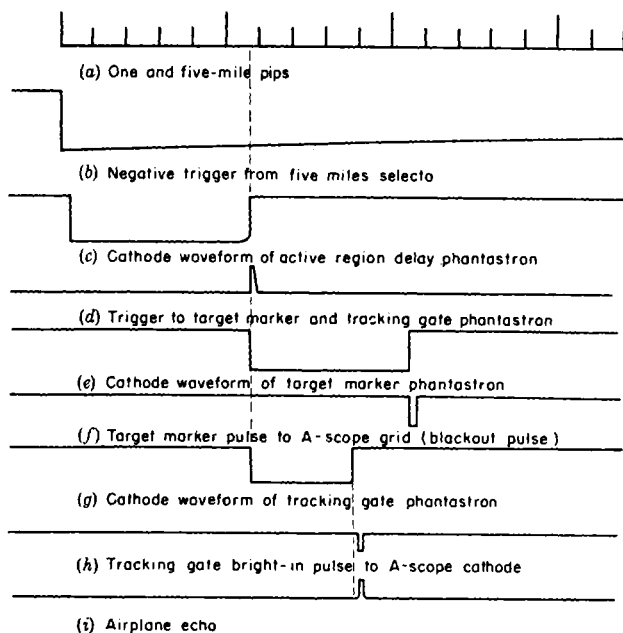 (a) One and five-mile pips
(b) Negative trigger from five miles selecto
(c) Cathode waveform of active region delay phantastron
(d) Trigger to target marker and tracking gate phantastron
(e) Cathode waveform of target marker phantastron
(f) Target marker pulse to A-scope grid (blackout pulse)
(g) Cathode waveform of tracking gate phantastron
(h) Tracking gate bright-in pulse to A-scope cathode
(i) Airplane echo